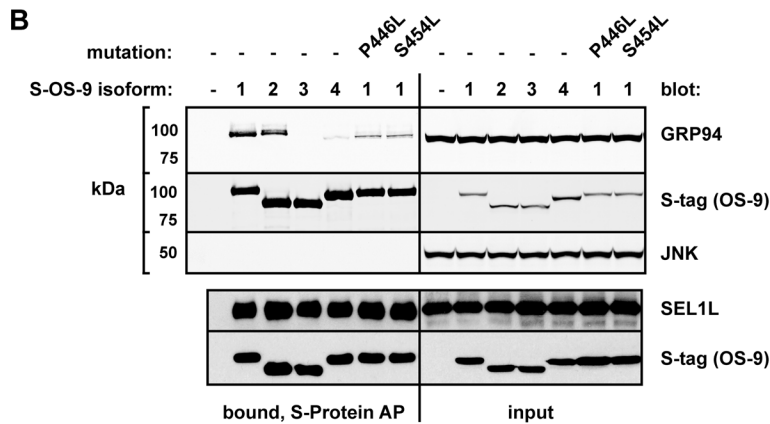 B
mutation: - - - - - P446L S454L - - - - - P446L S454L
S-OS-9 isoform: - 1 2 3 4 1 1 - 1 2 3 4 1 1 blot:
100 GRP94
75
kDa 100 S-tag (OS-9)
75
50 JNK
SEL1L
S-tag (OS-9)
bound, S-Protein AP input